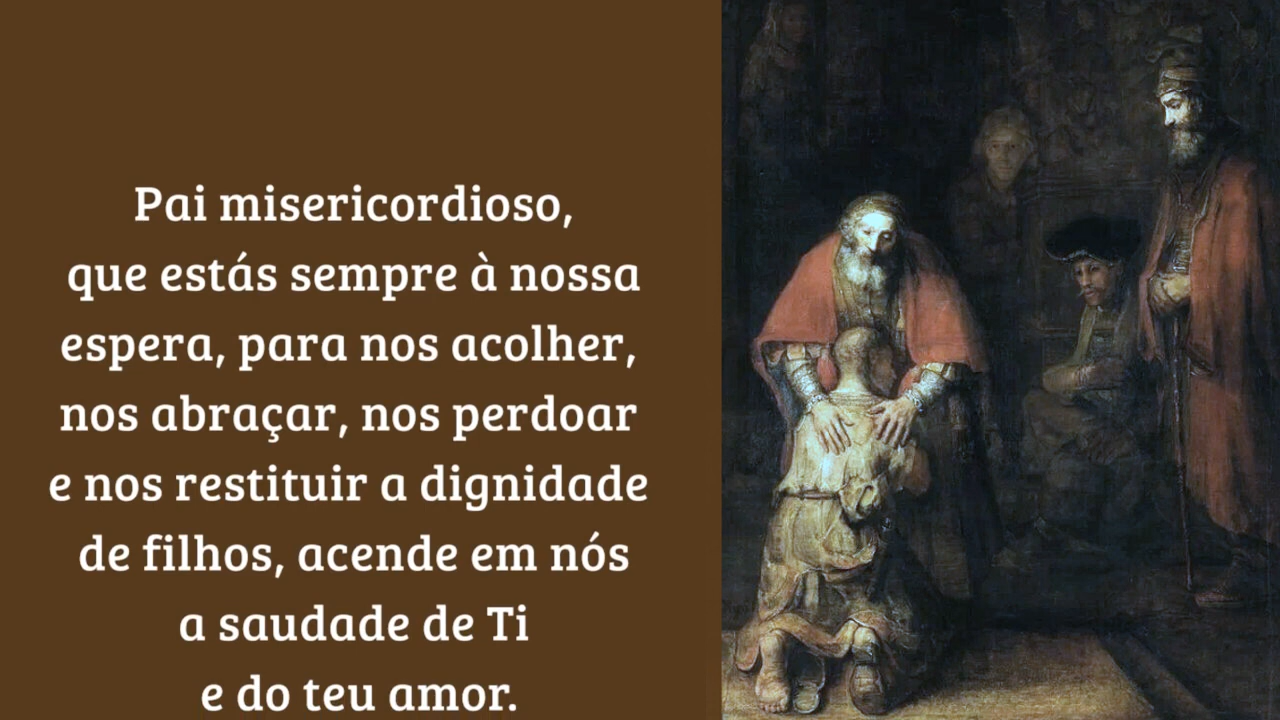 Pai misericordioso,
que estás sempre à nossa
espera, para nos acolher,
nos abraçar, nos perdoar
e nos restituir a dignidade
de filhos, acende em nós
a saudade de Ti
e do teu amor.